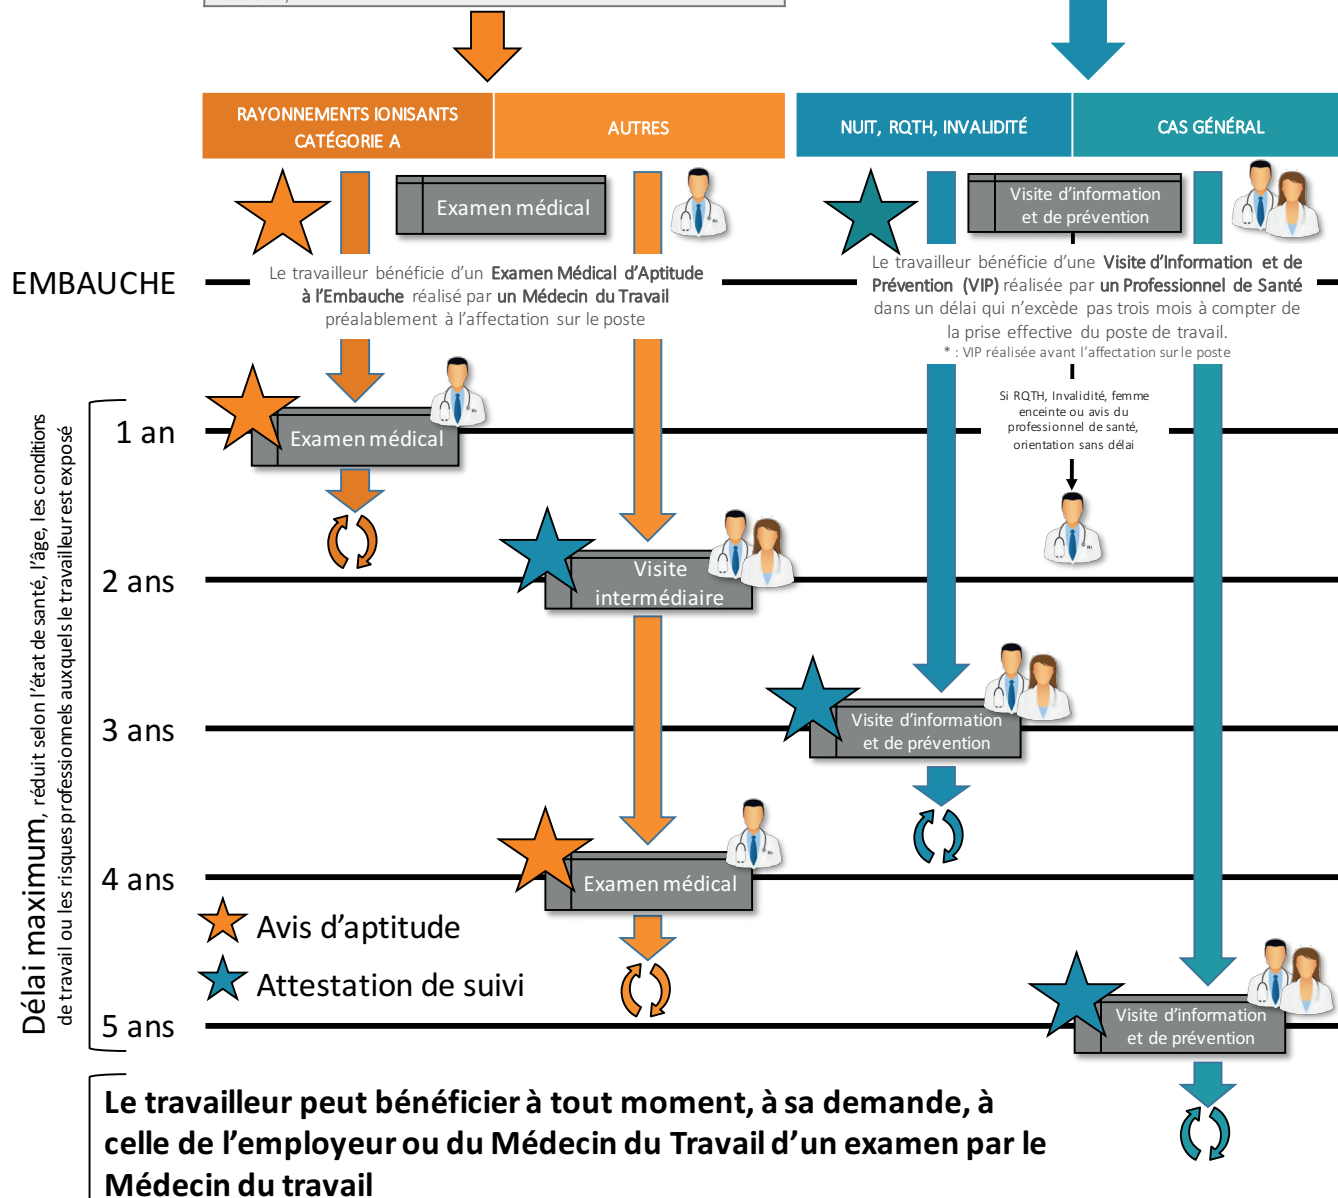 RAYONNEMENTS IONISANTS
CATÉGORIE A
AUTRES
NUIT, RQTH, INVALIDITÉ
CAS GÉNÉRAL
Examen médical
Visite d'information
et de prévention
EMBAUCHE
Le travailleur bénéficie d'un Examen Médical d'Aptitude
à l'Embauche réalisé par un Médecin du Travail
préalablement à l'affectation sur le poste
Le travailleur bénéficie d'une Visite d'Information et de
Prévention (VIP) réalisée par un Professionnel de Santé
dans un délai qui n'excède pas trois mois à compter de
la prise effective du poste de travail.
* : VIP réalisée avant l'affectation sur le poste
Si RQTH, Invalidité, femme
enceinte ou avis du
professionnel de santé,
orientation sans délai
Délai maximum, réduit selon l'état de santé, l'âge, les conditions
de travail ou les risques professionnels auxquels le travailleur est exposé
1 an
Examen médical
2 ans
Visite
intermédiaire
3 ans
Visite d'information
et de prévention
4 ans
Examen médical
Avis d'aptitude
Attestation de suivi
5 ans
Visite d'information
et de prévention
Le travailleur peut bénéficier à tout moment, à sa demande, à
celle de l'employeur ou du Médecin du Travail d'un examen par le
Médecin du travail